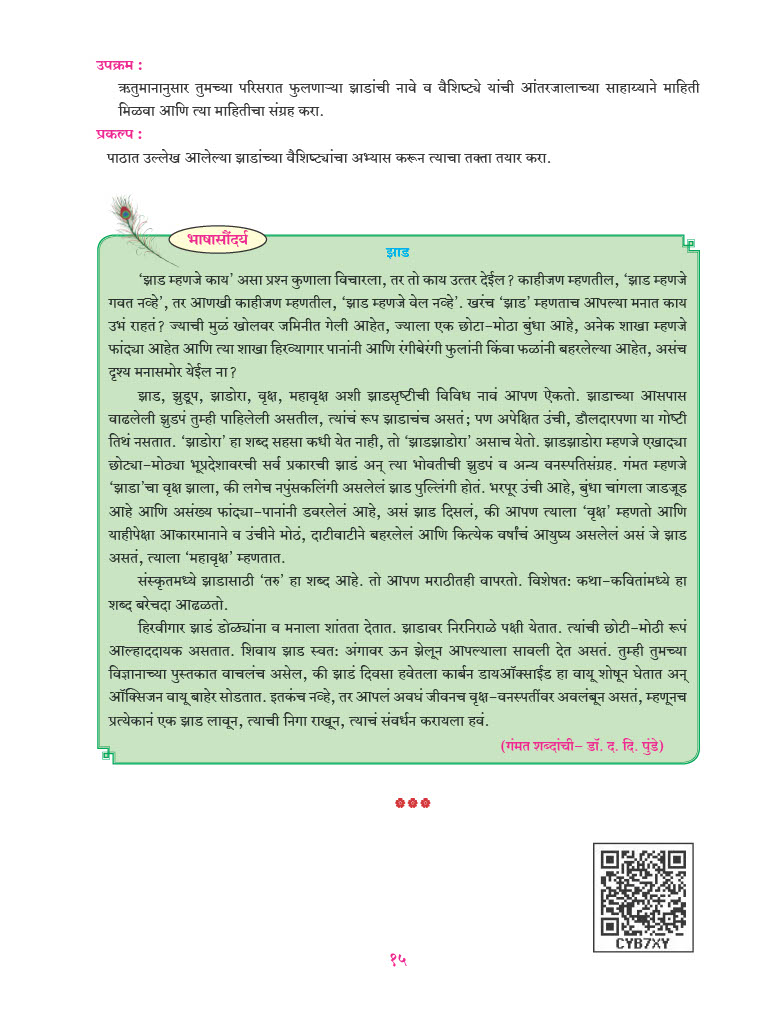 उपक्रम :
ऋतुमानानुसार तुमच्या परिसरात फुलणाऱ्या झाडांची नावे व वैशिष्ट्ये यांची आंतरजालाच्या साहाय्याने माहिती
मिळवा आणि त्या माहितीचा संग्रह करा.
प्रकल्प :
पाठात उल्लेख आलेल्या झाडांच्या वैशिष्ट्यांचा अभ्यास करून त्याचा तक्ता तयार करा.
भाषासौंदर्य
झाड
‘झाड म्हणजे काय’ असा प्रश्न कुणाला विचारला, तर तो काय उत्तर देईल? काहीजण म्हणतील, ‘झाड म्हणजे
गवत नव्हे’, तर आणखी काहीजण म्हणतील, ‘झाड म्हणजे वेल नव्हे’. खरंच ‘झाड’ म्हणताच आपल्या मनात काय
उभं राहतं? ज्याची मुळं खोलवर जमिनीत गेली आहेत, ज्याला एक छोटा-मोठा बुंधा आहे, अनेक शाखा म्हणजे
फांद्या आहेत आणि त्या शाखा हिरव्यागार पानांनी आणि रंगीबेरंगी फुलांनी किंवा फळांनी बहरलेल्या आहेत, असंच
दृश्य मनासमोर येईल ना?
झाड, झुडूप, झाडोरा, वृक्ष, महावृक्ष अशी झाडसृष्टीची विविध नावं आपण ऐकतो. झाडाच्या आसपास
वाढलेली झुडपं तुम्ही पाहिलेली असतील, त्यांचं रूप झाडाचंच असतं; पण अपेक्षित उंची, डौलदारपणा या गोष्टी
तिथं नसतात. ‘झाडोरा’ हा शब्द सहसा कधी येत नाही, तो ‘झाडझाडोरा’ असाच येतो. झाडझाडोरा म्हणजे एखाद्या
छोट्या-मोठ्या भूप्रदेशावरची सर्व प्रकारची झाडं अन् त्या भोवतीची झुडपं व अन्य वनस्पतिसंग्रह. गंमत म्हणजे
‘झाडा’चा वृक्ष झाला, की लगेच नपुंसकलिंगी असलेलं झाड पुल्लिंगी होतं. भरपूर उंची आहे, बुंधा चांगला जाडजूड
आहे आणि असंख्य फांद्या-पानांनी डवरलेलं आहे, असं झाड दिसलं, की आपण त्याला ‘वृक्ष’ म्हणतो आणि
याहीपेक्षा आकारमानाने व उंचीने मोठं, दाटीवाटीने बहरलेलं आणि कित्येक वर्षांचं आयुष्य असलेलं असं जे झाड
असतं, त्याला ‘महावृक्ष’ म्हणतात.
संस्कृतमध्ये झाडासाठी ‘तरु’ हा शब्द आहे. तो आपण मराठीतही वापरतो. विशेषत: कथा-कवितांमध्ये हा
शब्द बरेचदा आढळतो.
हिरवीगार झाडं डोळ्यांना व मनाला शांतता देतात. झाडावर निरनिराळे पक्षी येतात. त्यांची छोटी-मोठी रूपं
आल्हाददायक असतात. शिवाय झाड स्वत: अंगावर ऊन झेलून आपल्याला सावली देत असतं. तुम्ही तुमच्या
विज्ञानाच्या पुस्तकात वाचलंच असेल, की झाडं दिवसा हवेतला कार्बन डायऑक्साईड हा वायू शोषून घेतात अन्
ऑक्सिजन वायू बाहेर सोडतात. इतकंच नव्हे, तर आपलं अवघं जीवनच वृक्ष-वनस्पतींवर अवलंबून असतं, म्हणूनच
प्रत्येकानं एक झाड लावून, त्याची निगा राखून, त्याचं संवर्धन करायला हवं.
(गंमत शब्दांची- डॉ. द. दि. पुंडे)
CYB7XY
१५